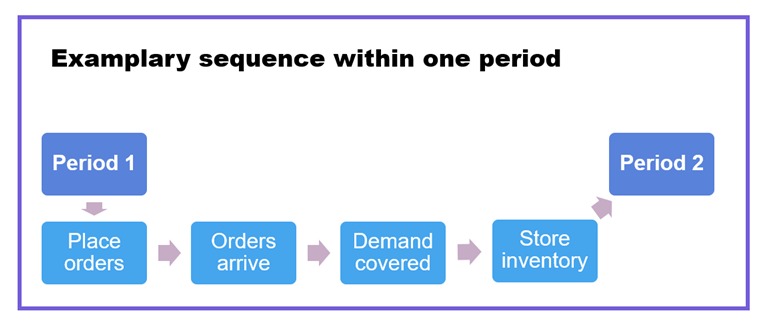 Examplary sequence within one period
Period 1
Period 2
Place
orders
Orders
arrive
Demand
covered
Store
inventory